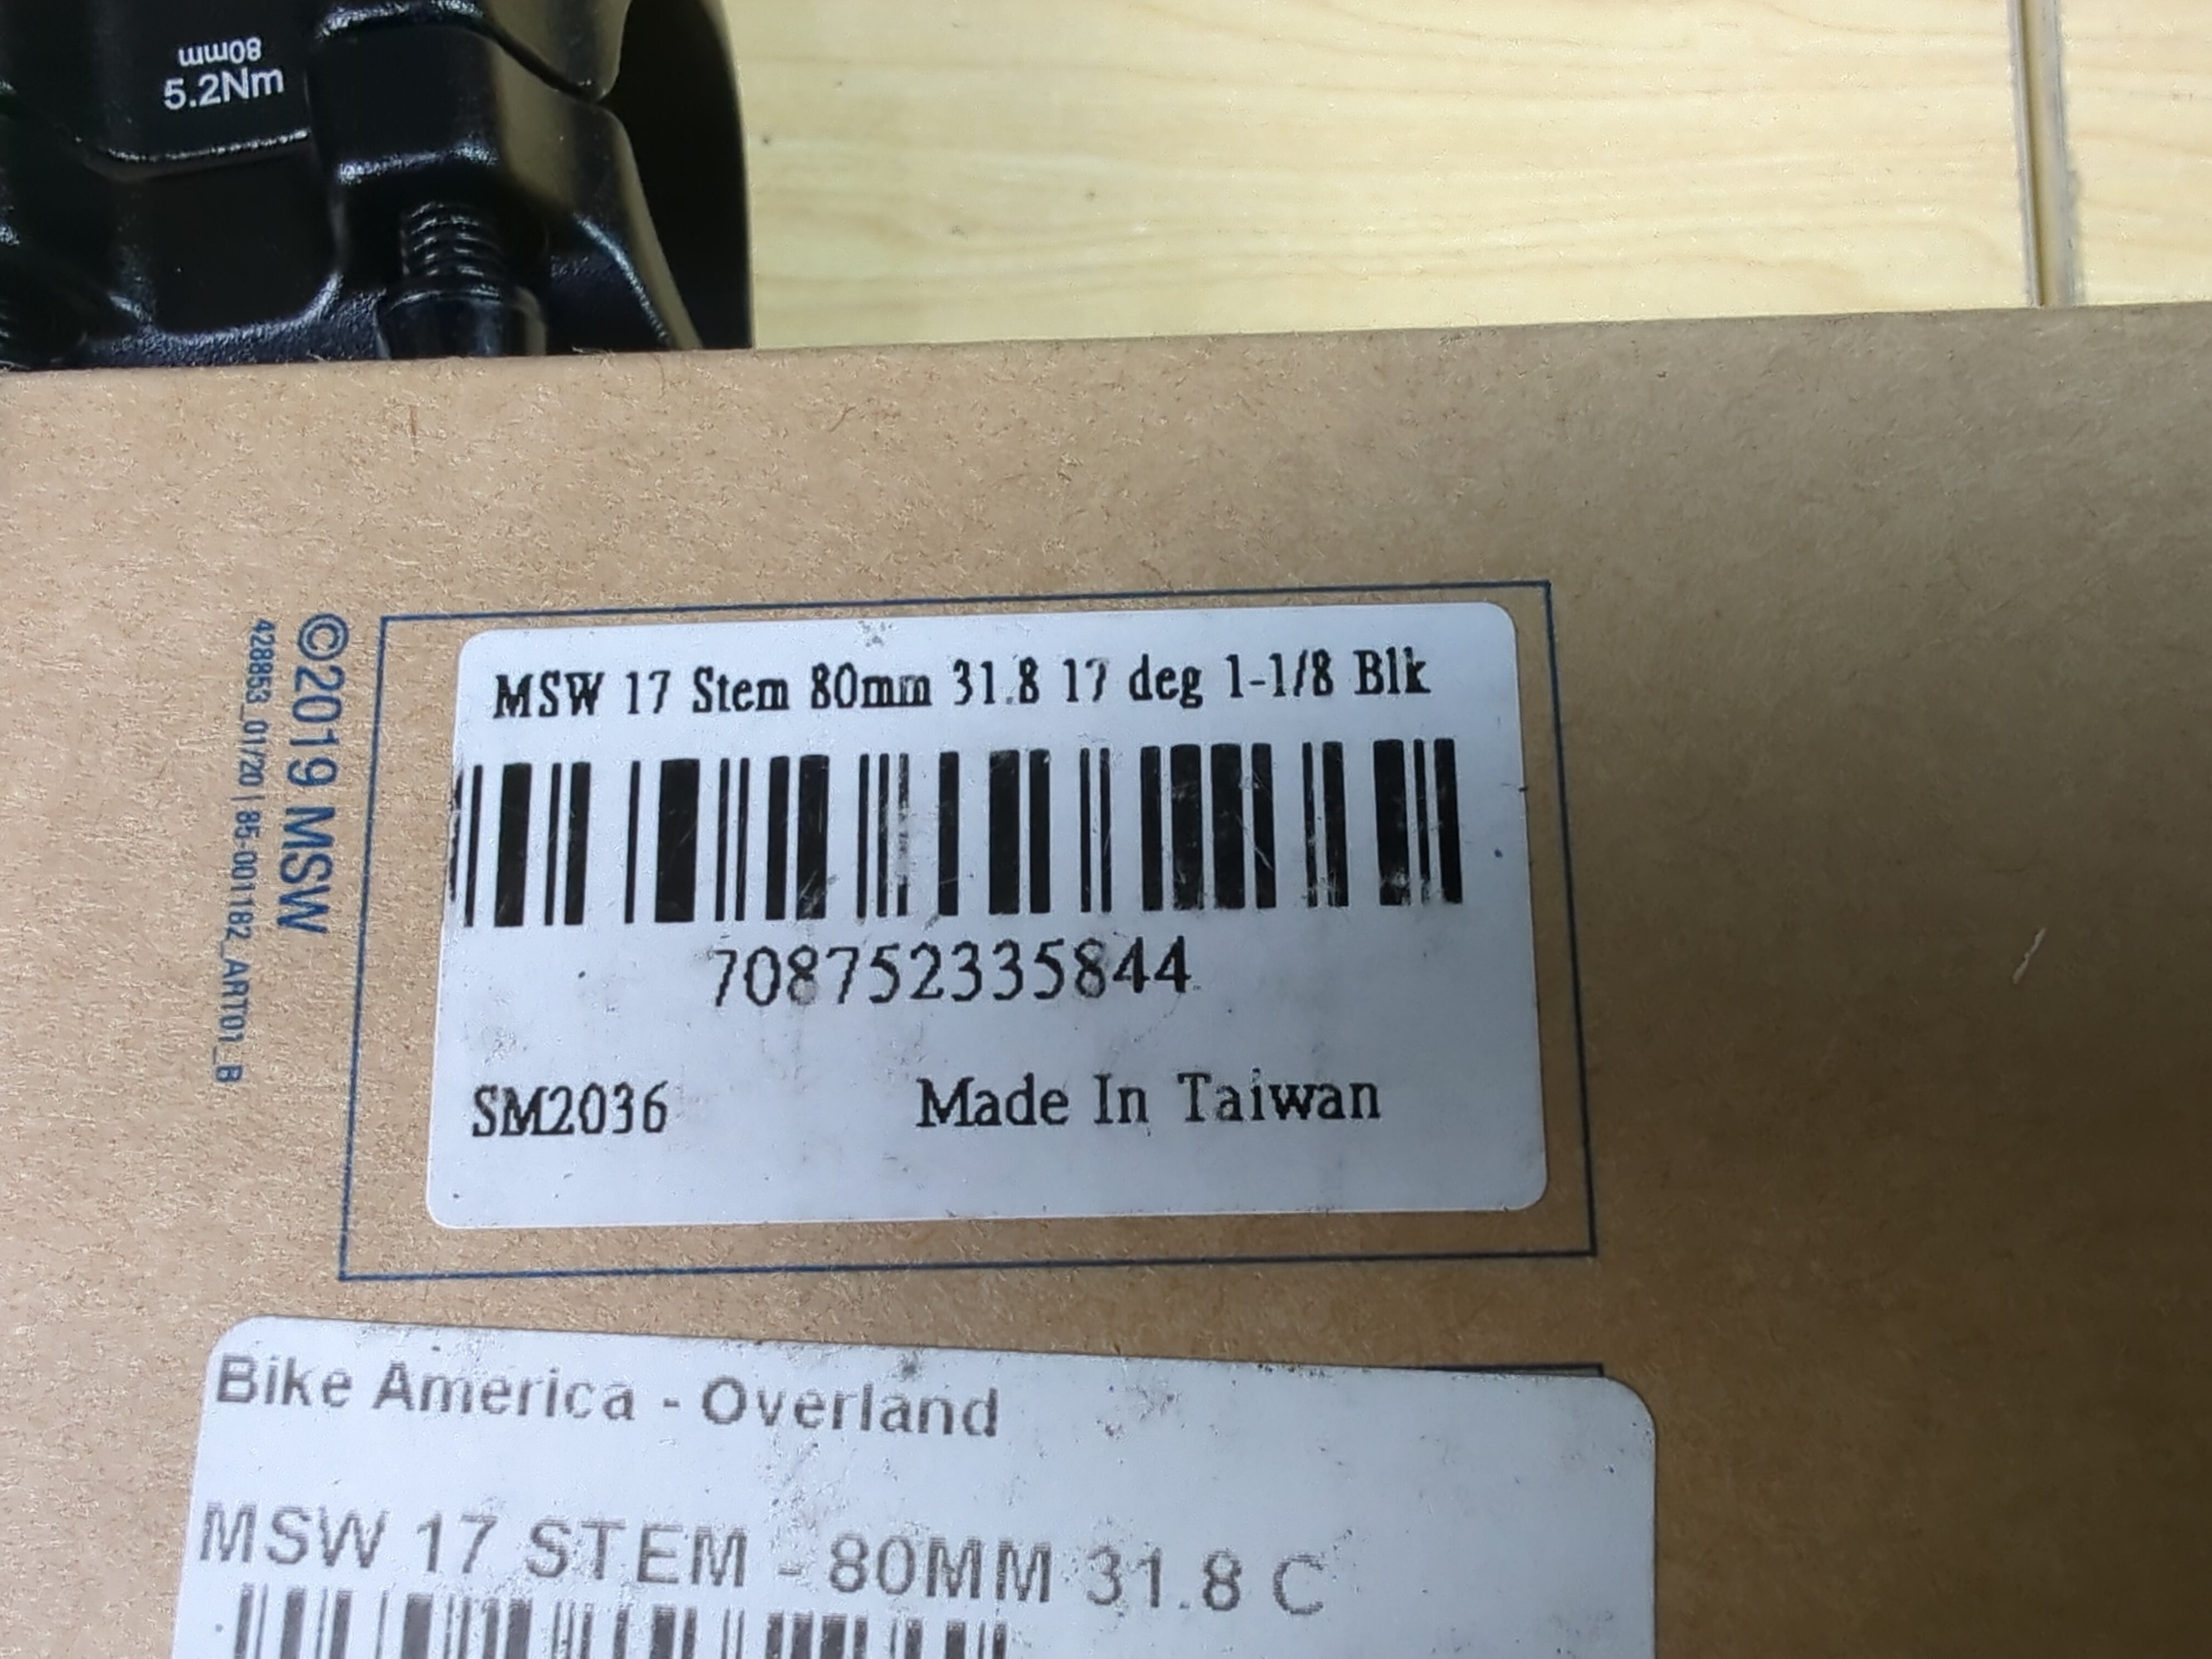 80mm
5.2Nm
©2019 MSW
428853_01/20 | 85-001182_ART01_B
MSW 17 Stem 80mm 31.8 17 deg 1-1/8 Blk
708752335844
SM2036 Made In Taiwan
Bike America - Overland
MSW 17 STEM - 80MM 31.8 C